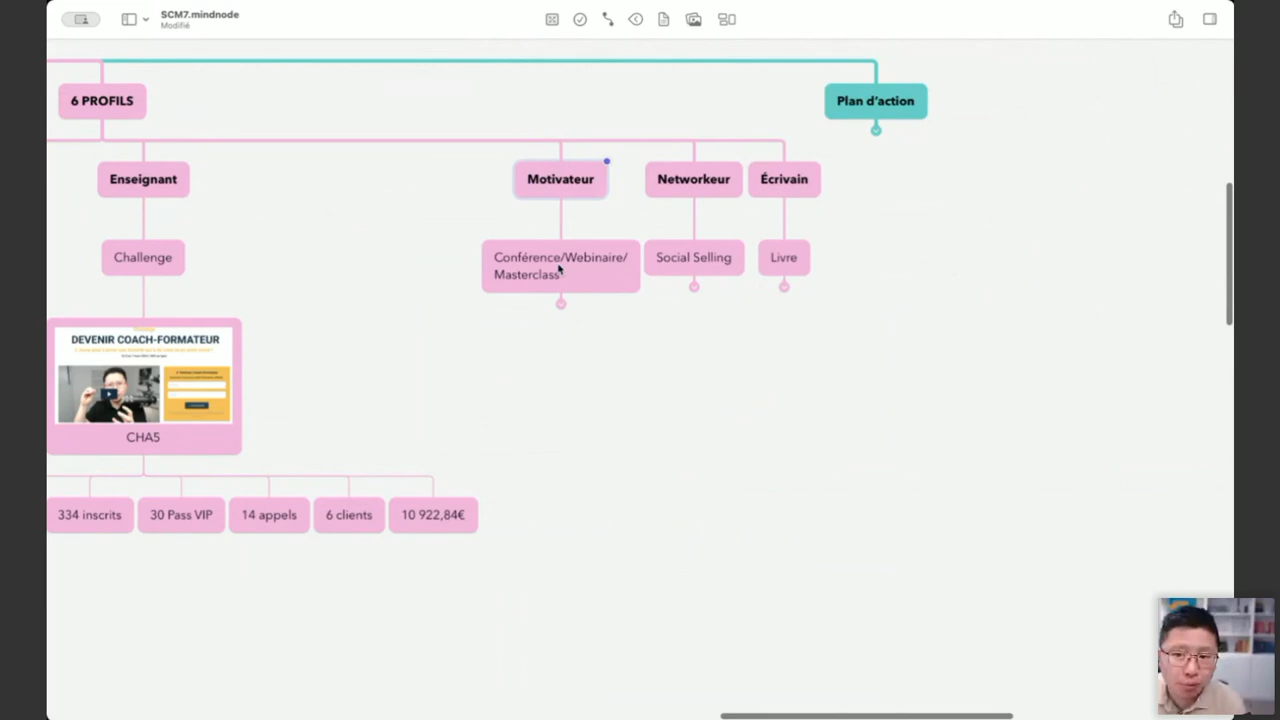 SCM7.mindnode
Modifié
6 PROFILS
Plan d'action
Enseignant
Motivateur
Networkeur
Écrivain
Challenge
Conférence/Webinaire/
Masterclass
Social Selling
Livre
DEVENIR COACH-FORMATEUR
CHA5
334 inscrits
30 Pass VIP
14 appels
6 clients
10 922,84€